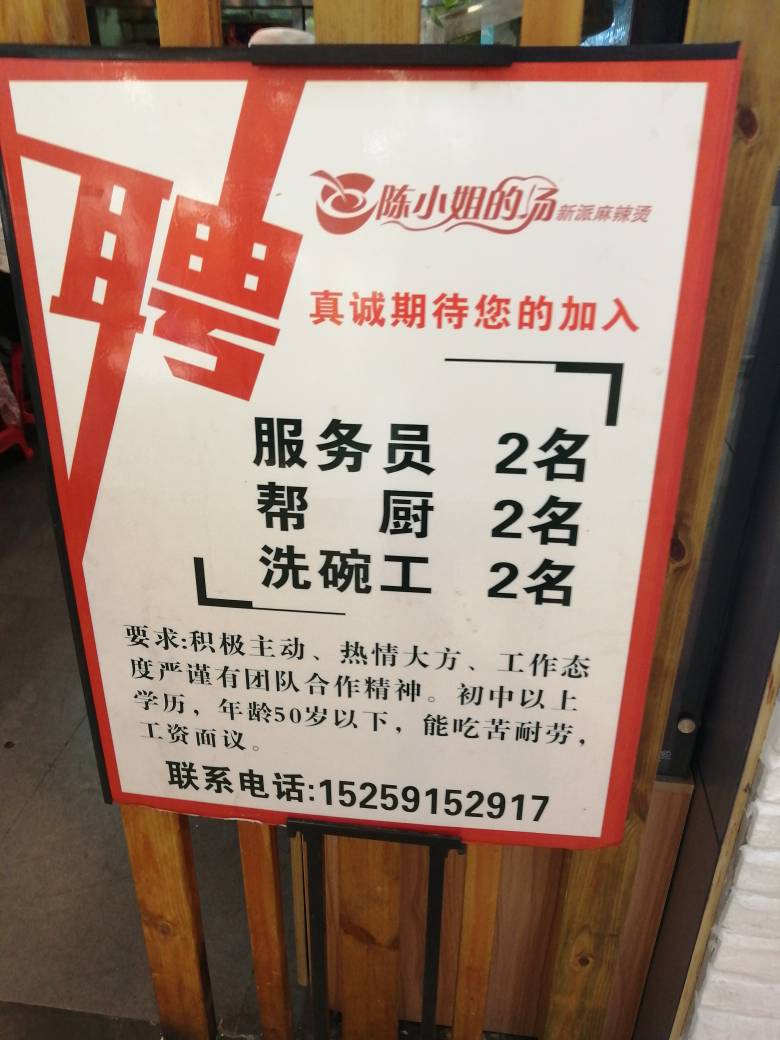 聘
陈小姐的汤 新派麻辣烫
真诚期待您的加入
服务员 2名
帮厨 2名
洗碗工 2名
要求:积极主动、热情大方、工作态
度严谨有团队合作精神。初中以上
学历，年龄50岁以下，能吃苦耐劳，
工资面议。
联系电话:15259152917